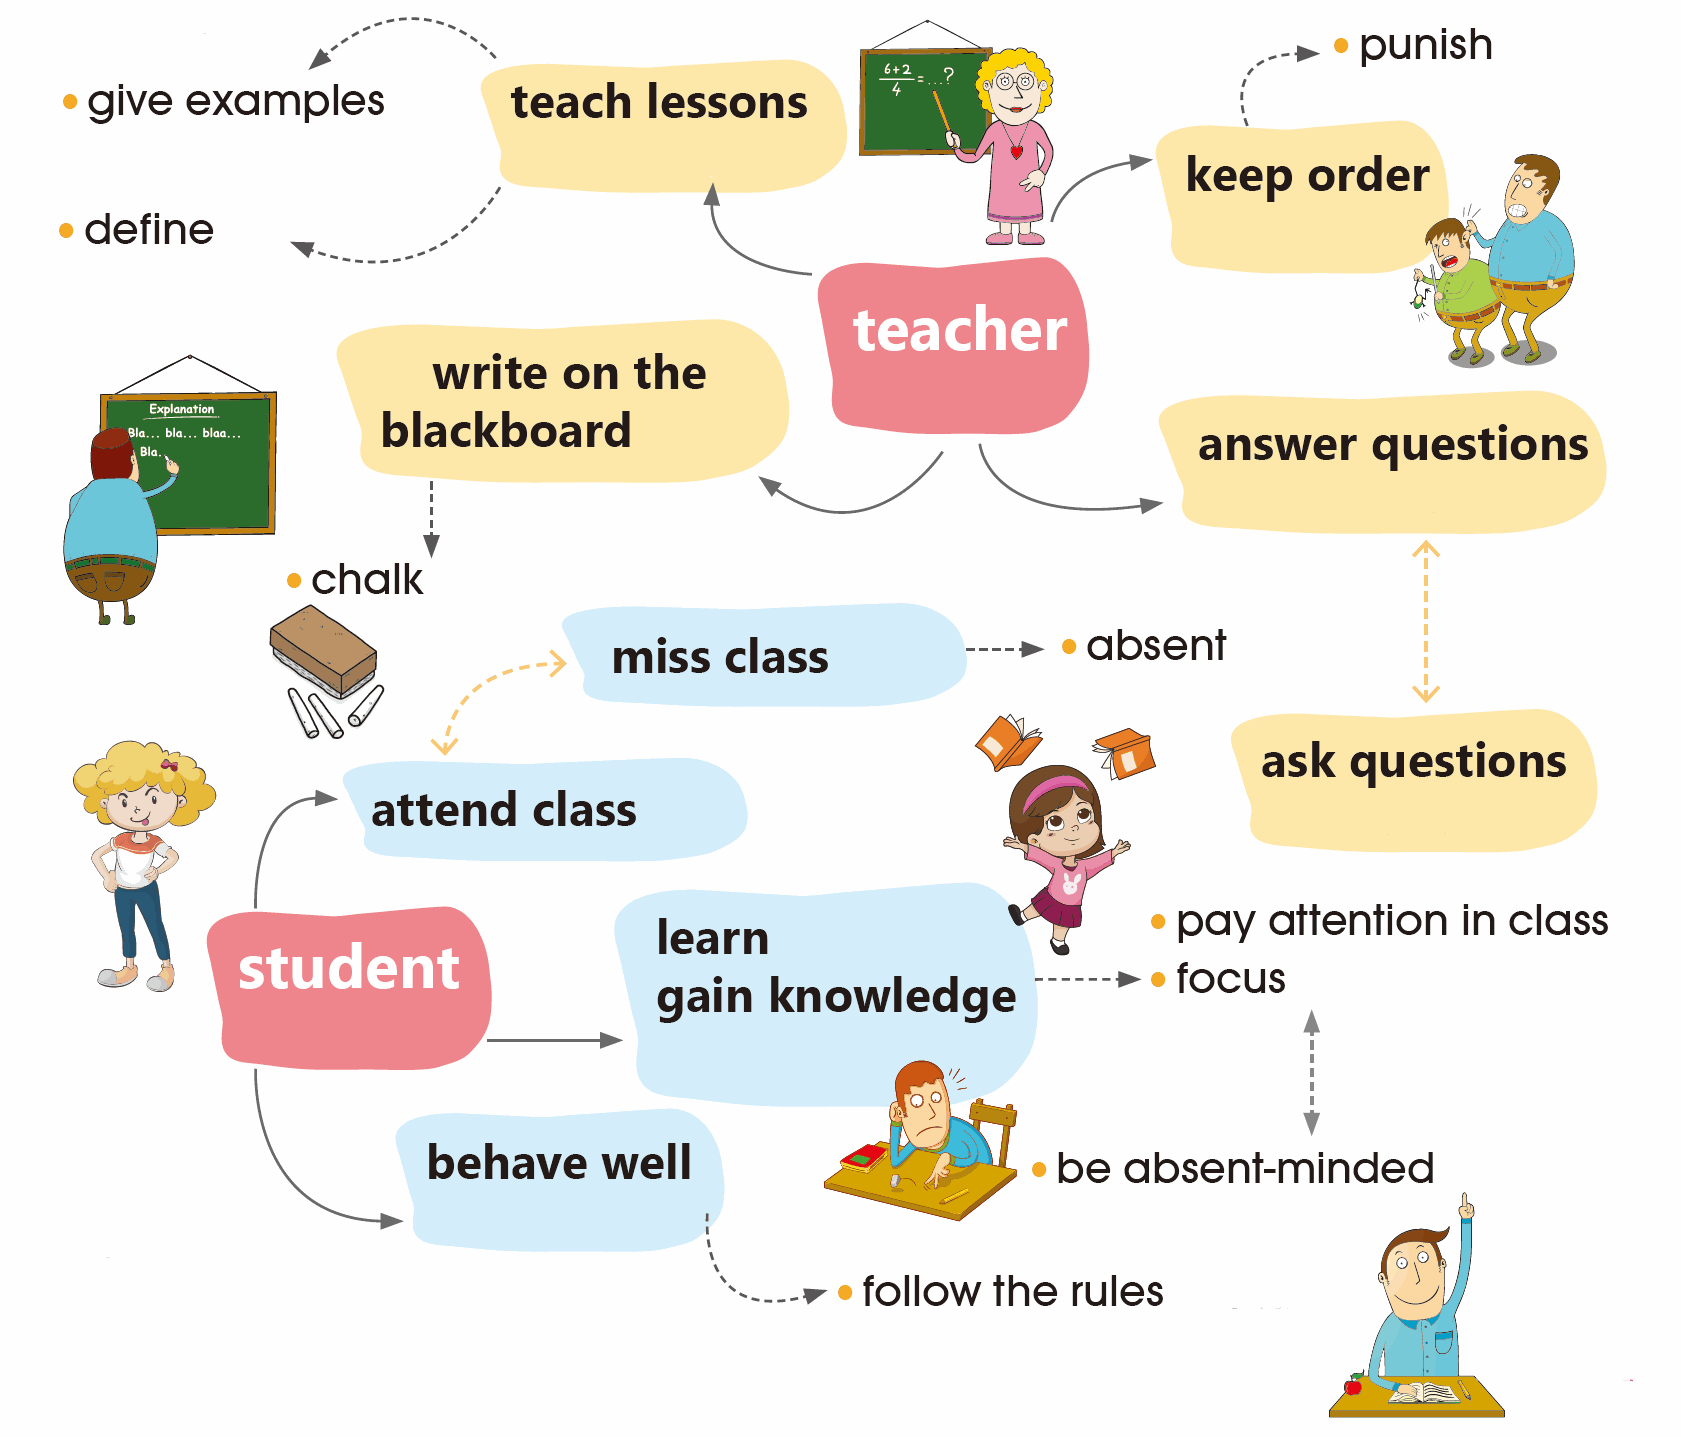 punish
give examples
teach lessons
6+2
4
=...?
keep order
define
teacher
write on the
blackboard
Explanation
Bla... bla... blaa...
Bla.
answer questions
chalk
miss class
absent
ask questions
attend class
learn
gain knowledge
pay attention in class
focus
student
behave well
be absent-minded
follow the rules